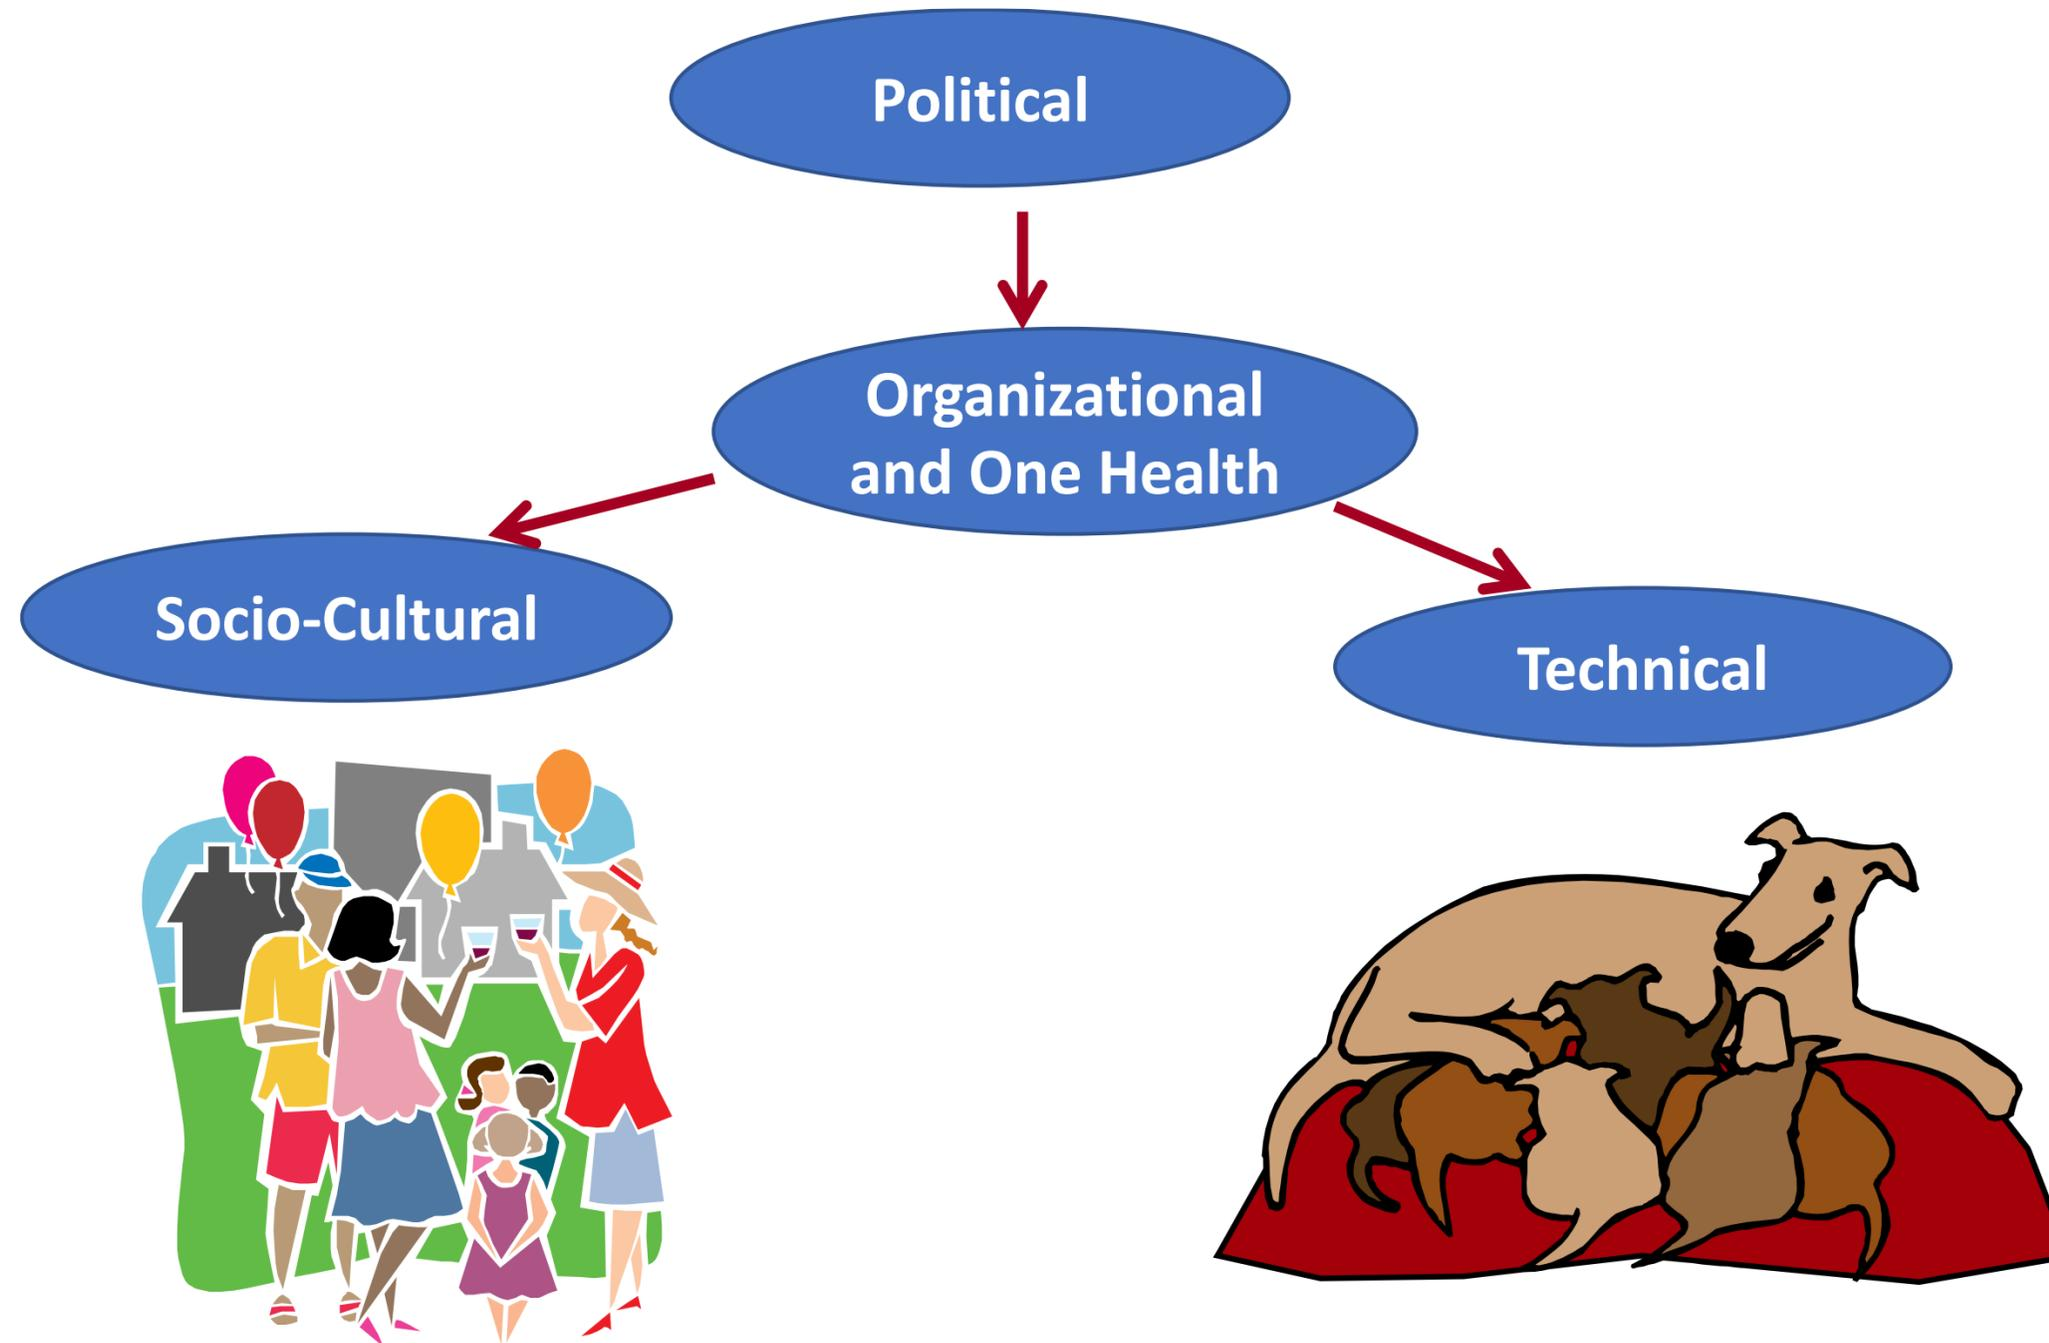 Political
Organizational
and One Health
Socio-Cultural
Technical